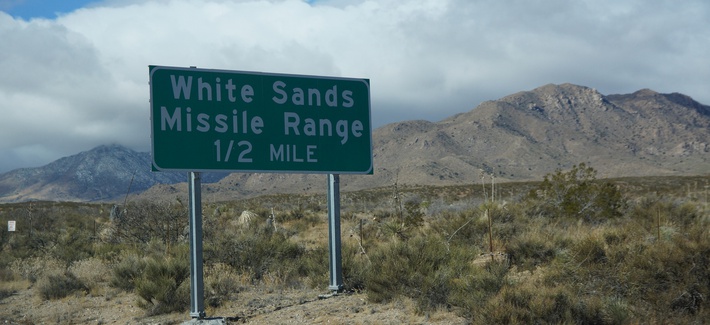 White Sands
Missile Range
1/2 MILE